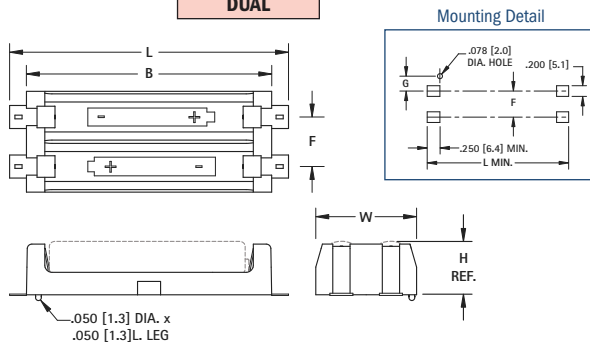 DUAL
Mounting Detail
L
B
.078 [2.0]
DIA. HOLE
.200 [5.1]
G
F
.250 [6.4] MIN.
L MIN.
- +
F
+ -
W
H
REF.
.050 [1.3] DIA. x
.050 [1.3]L. LEG